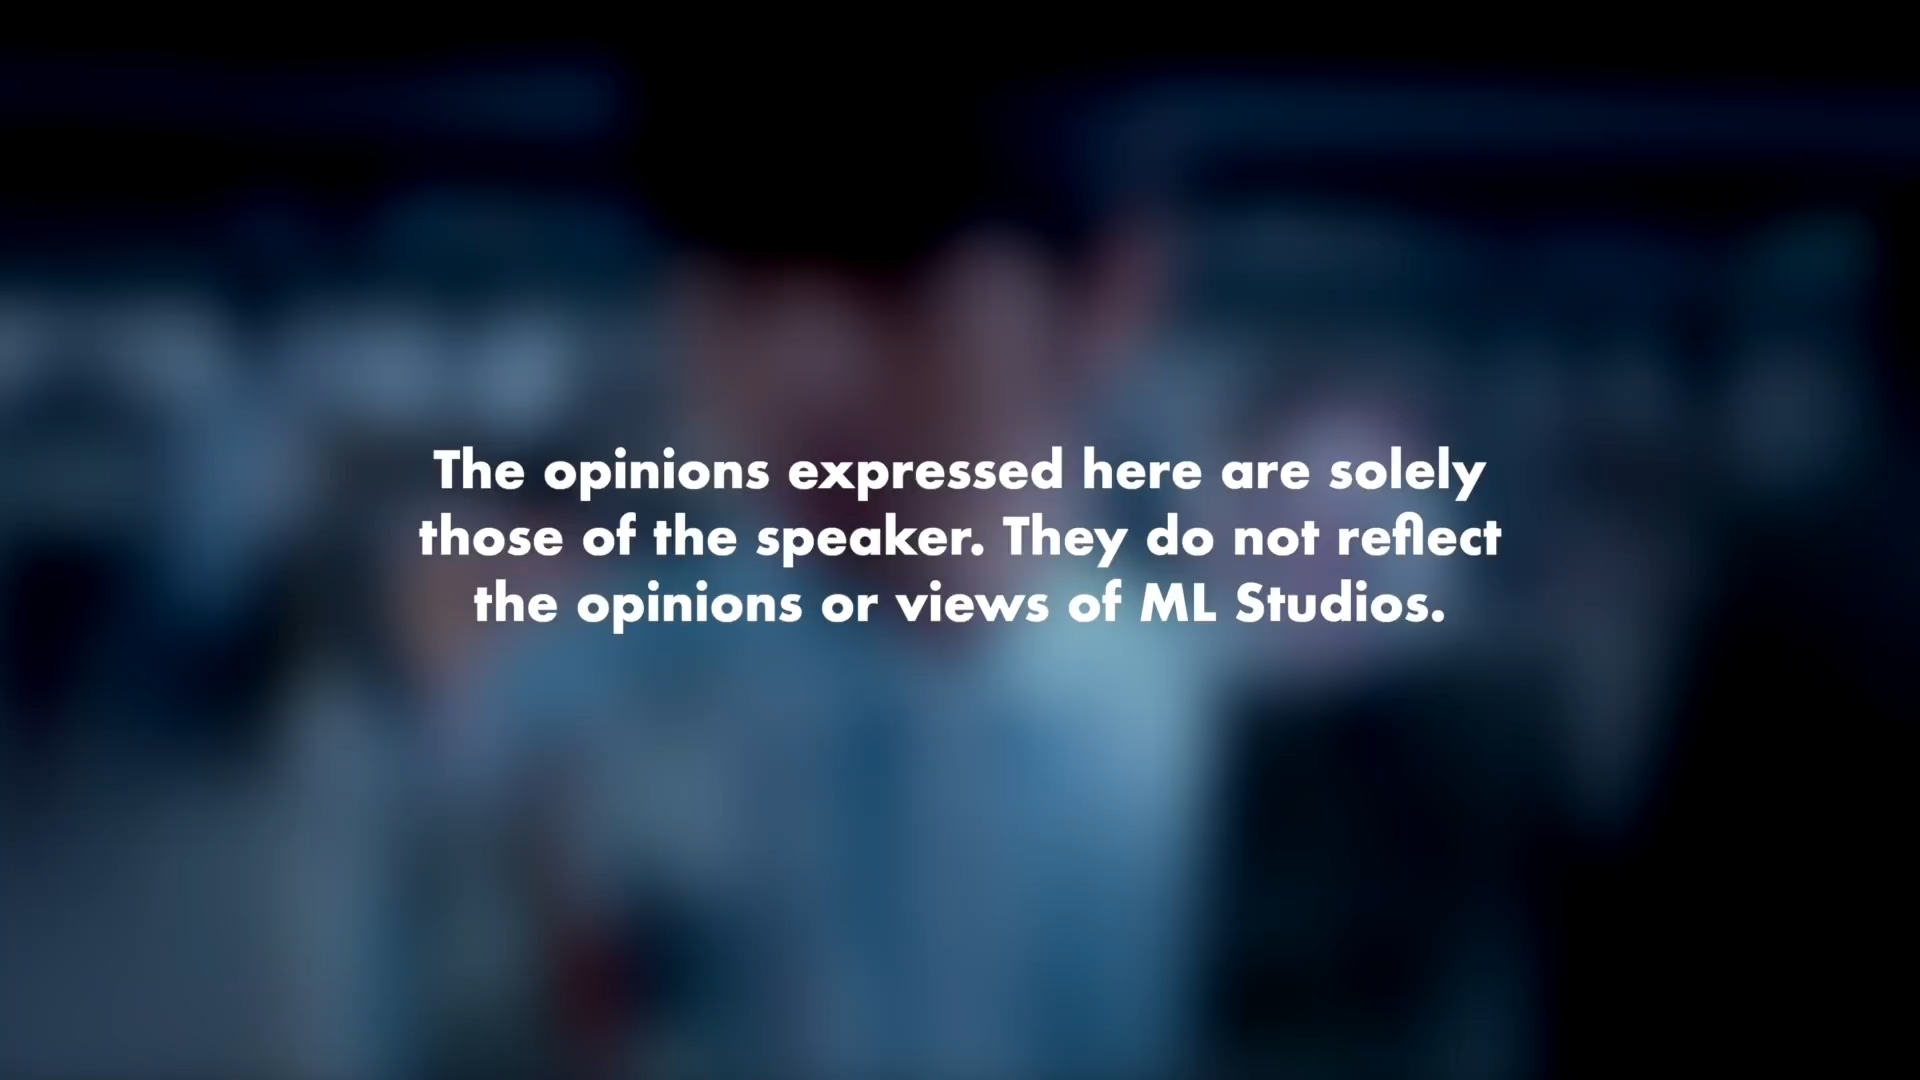 The opinions expressed here are solely
those of the speaker. They do not reflect
the opinions or views of ML Studios.